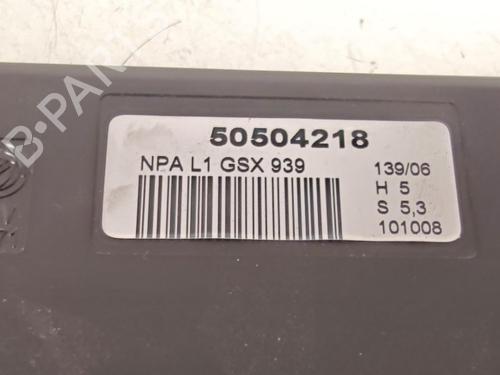 50504218
NPA L1 GSX 939
139/06
H 5
S 5,3
101008
B-PARTS